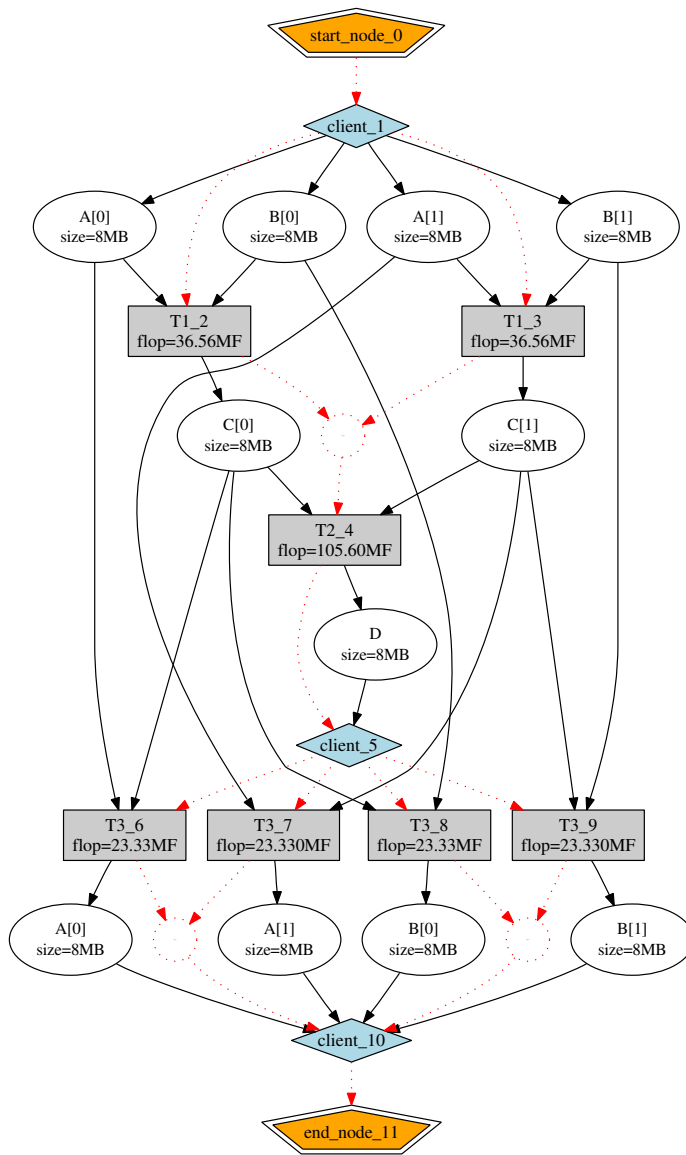 start_node_0
client_1
A[0]
size=8MB
B[0]
size=8MB
A[1]
size=8MB
B[1]
size=8MB
T1_2
flop=36.56MF
T1_3
flop=36.56MF
C[0]
size=8MB
C[1]
size=8MB
T2_4
flop=105.60MF
D
size=8MB
client_5
T3_6
flop=23.33MF
T3_7
flop=23.330MF
T3_8
flop=23.33MF
T3_9
flop=23.330MF
A[0]
size=8MB
A[1]
size=8MB
B[0]
size=8MB
B[1]
size=8MB
client_10
end_node_11